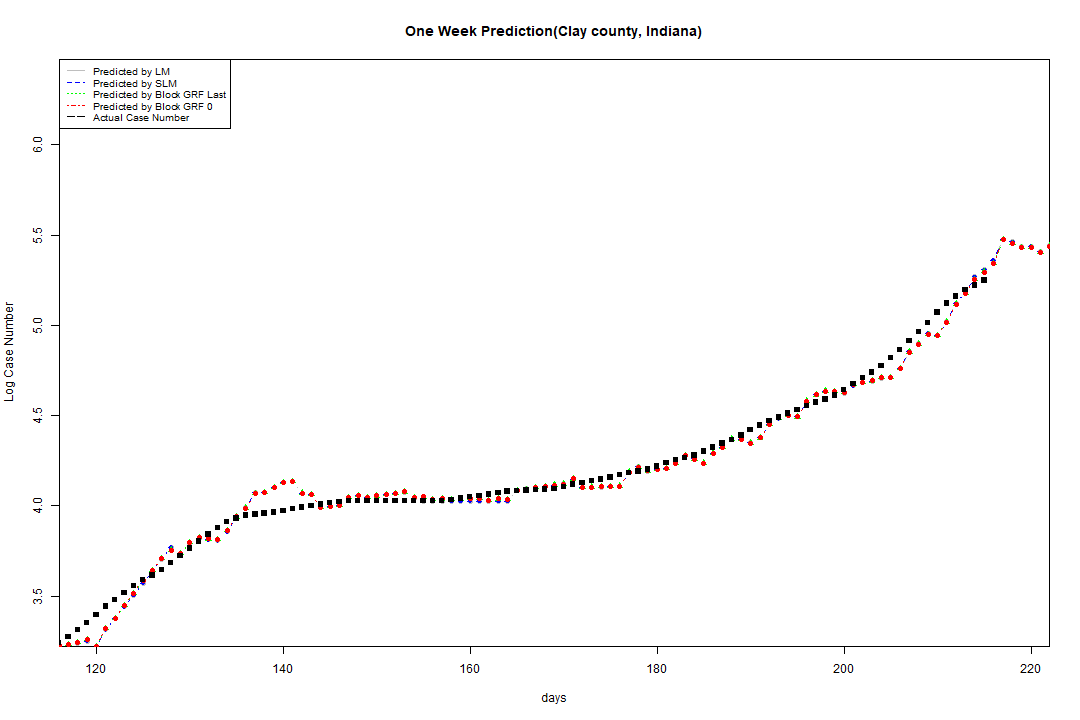 One Week Prediction(Clay county, Indiana)
Predicted by LM
Predicted by SLM
Predicted by Block GRF Last
Predicted by Block GRF 0
Actual Case Number
6.0
5.5
5.0
4.5
4.0
3.5
Log Case Number
120 140 160 180 200 220
days